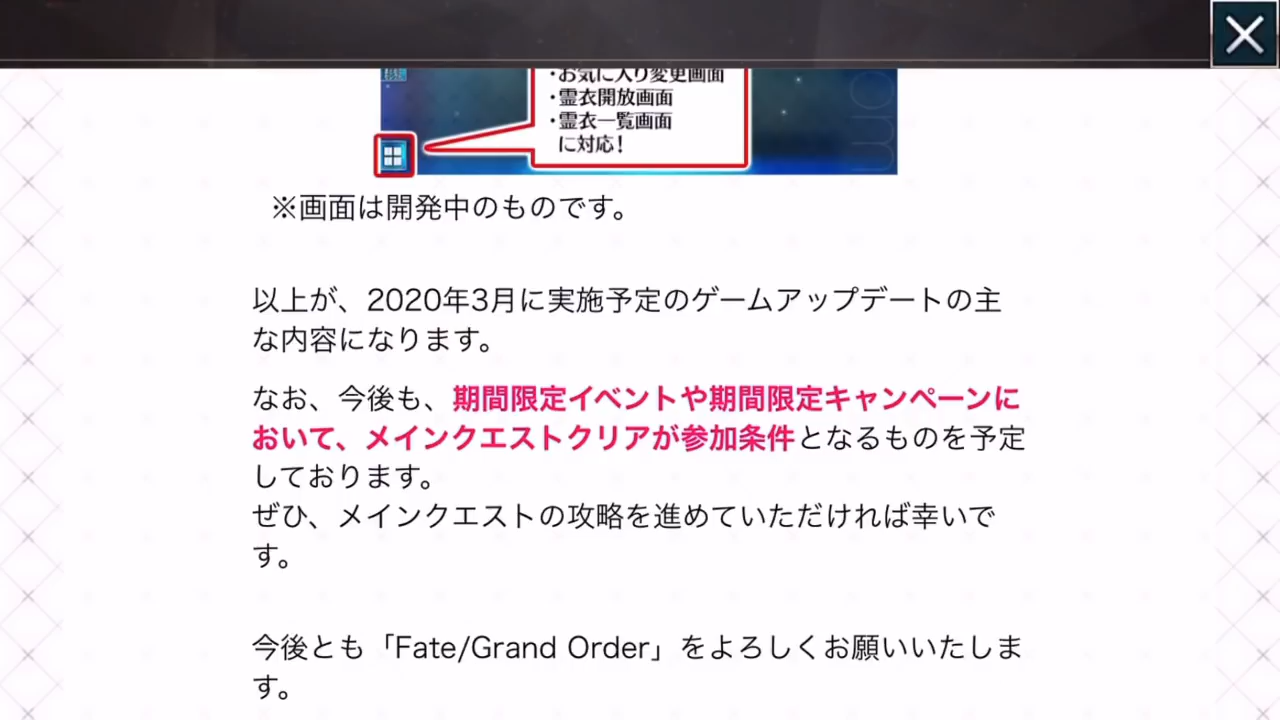 ・お気に入り変更画面
・霊衣開放画面
・霊衣一覧画面
に対応！
※画面は開発中のものです。
以上が、2020年3月に実施予定のゲームアップデートの主
な内容になります。
なお、今後も、期間限定イベントや期間限定キャンペーンに
おいて、メインクエストクリアが参加条件となるものを予定
しております。
ぜひ、メインクエストの攻略を進めていただければ幸いで
す。
今後とも「Fate/Grand Order」をよろしくお願いいたしま
す。